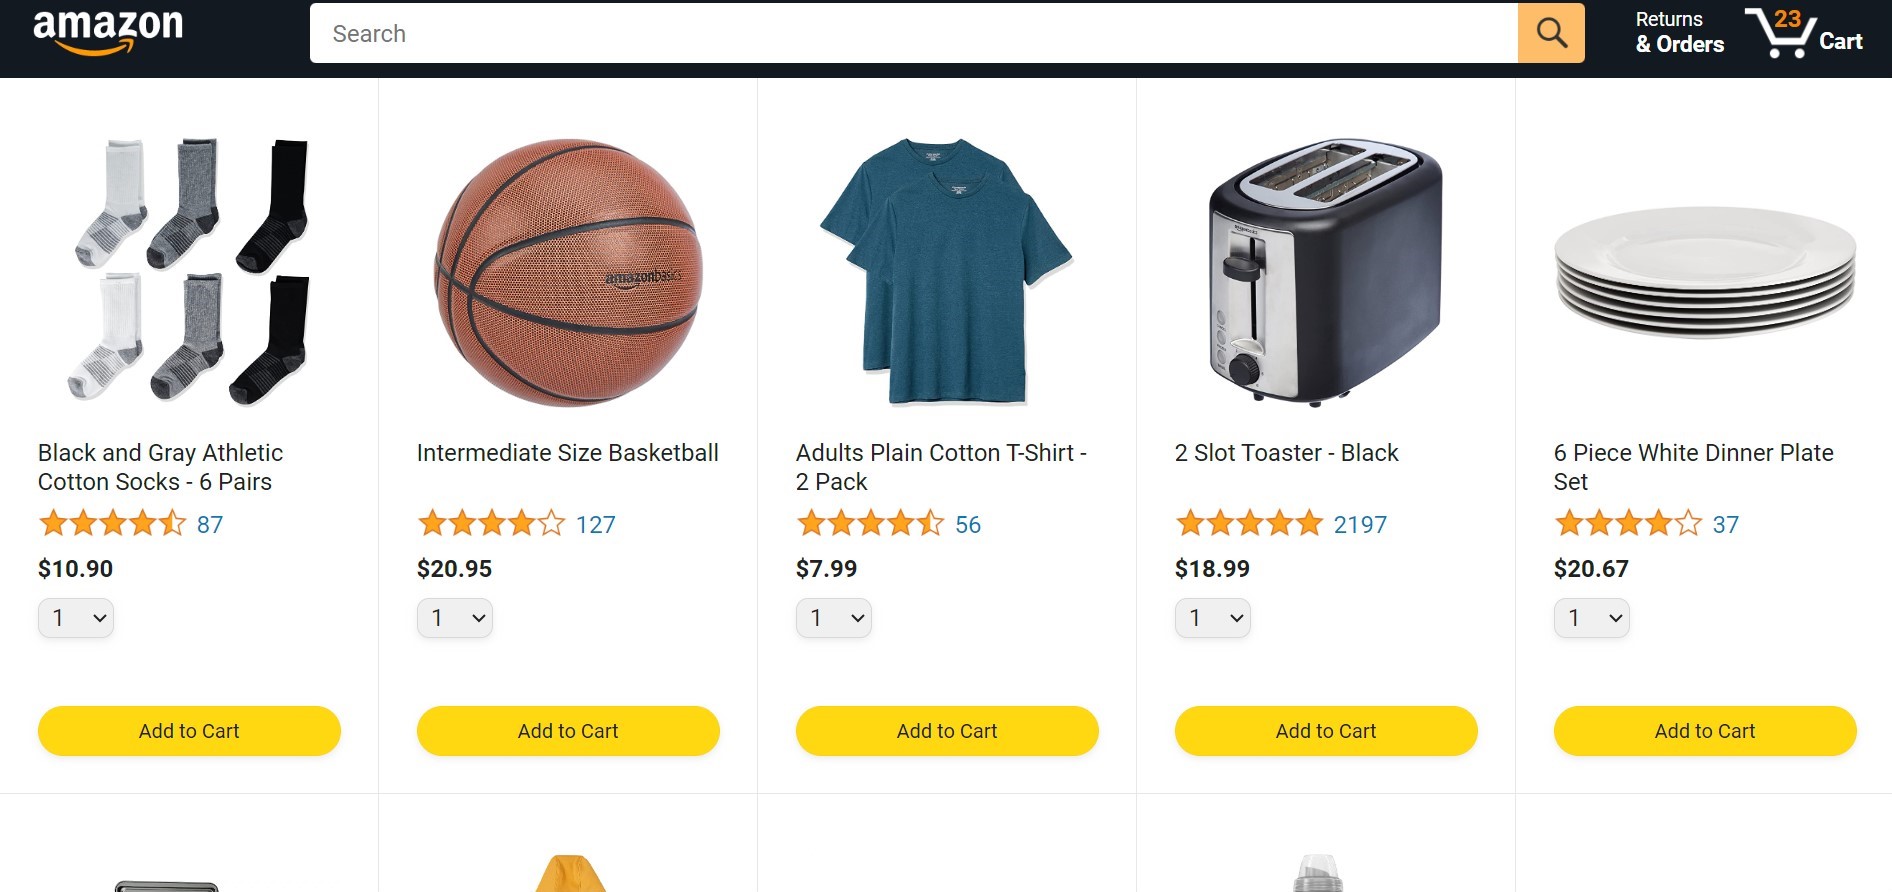 amazon
Search
Returns
& Orders
23
Cart
amazonbasics
Black and Gray Athletic
Cotton Socks - 6 Pairs
87
$10.90
1
Add to Cart
Intermediate Size Basketball
127
$20.95
1
Add to Cart
Adults Plain Cotton T-Shirt -
2 Pack
56
$7.99
1
Add to Cart
2 Slot Toaster - Black
2197
$18.99
1
Add to Cart
6 Piece White Dinner Plate
Set
37
$20.67
1
Add to Cart